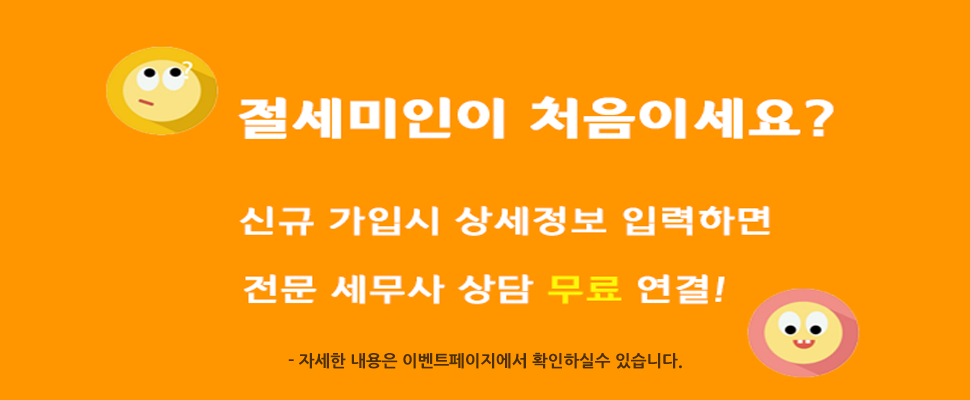 절세미인이 처음이세요?
신규 가입시 상세정보 입력하면
전문 세무사 상담 무료 연결!
- 자세한 내용은 이벤트페이지에서 확인하실수 있습니다.